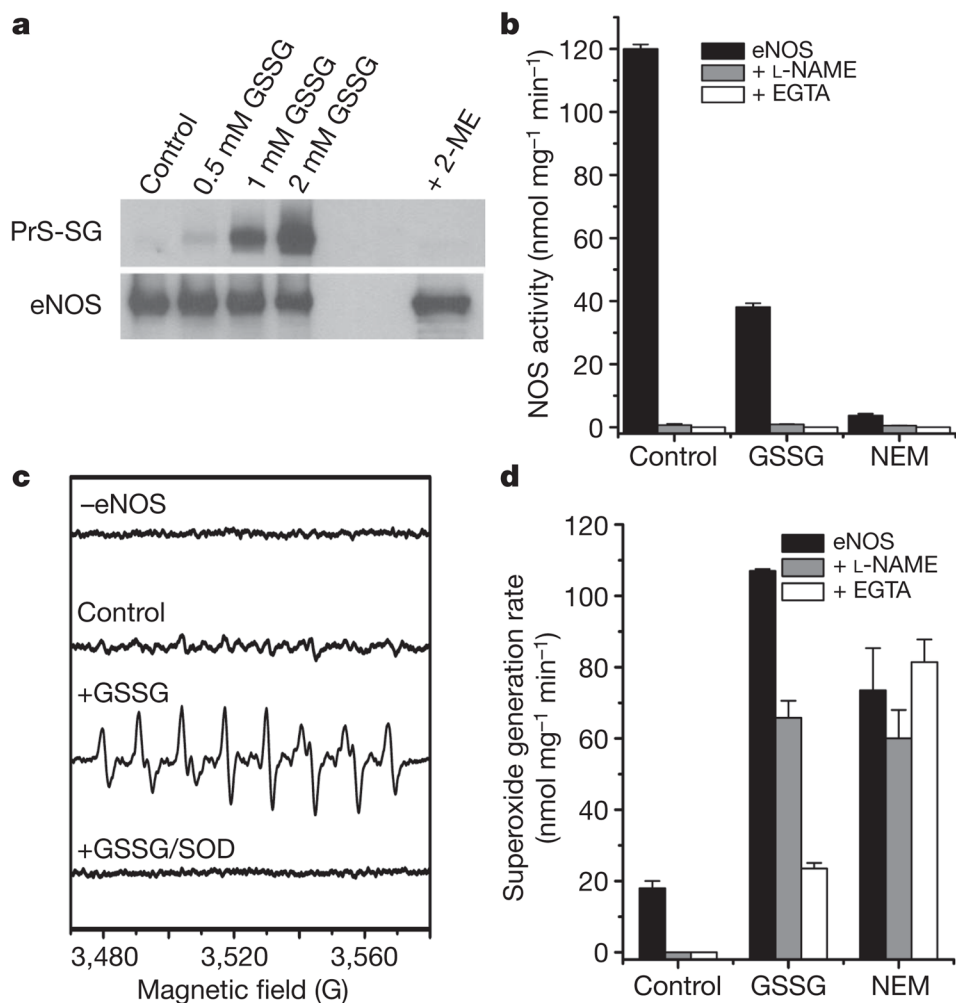 a
Control
0.5 mM GSSG
1 mM GSSG
2 mM GSSG
+ 2-ME
PrS-SG
eNOS
b
NOS activity (nmol mg⁻¹ min⁻¹)
120
100
80
60
40
20
0
eNOS
+ L-NAME
+ EGTA
Control
GSSG
NEM
c
–eNOS
Control
+GSSG
+GSSG/SOD
3,480
3,520
3,560
Magnetic field (G)
d
Superoxide generation rate
(nmol mg⁻¹ min⁻¹)
120
100
80
60
40
20
0
eNOS
+ L-NAME
+ EGTA
Control
GSSG
NEM